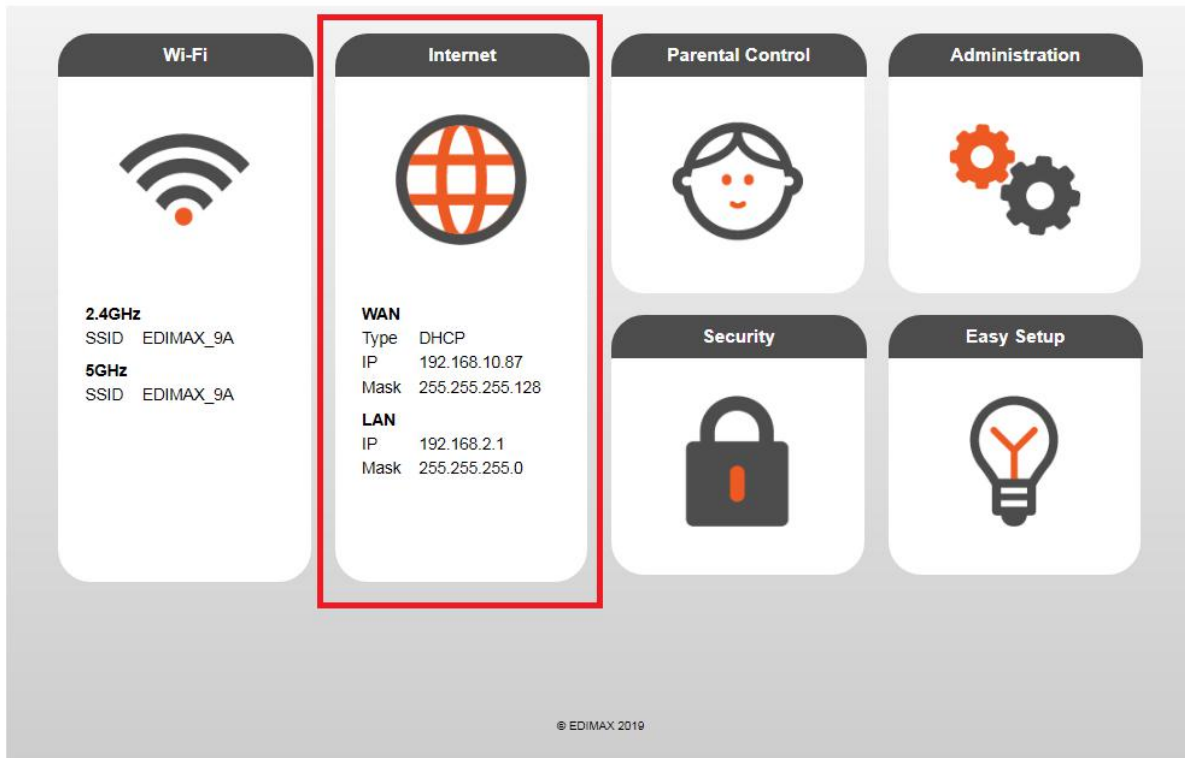 Wi-Fi
2.4GHz
SSID EDIMAX_9A
5GHz
SSID EDIMAX_9A
Internet
WAN
Type DHCP
IP 192.168.10.87
Mask 255.255.255.128
LAN
IP 192.168.2.1
Mask 255.255.255.0
Parental Control
Administration
Security
Easy Setup
© EDIMAX 2019